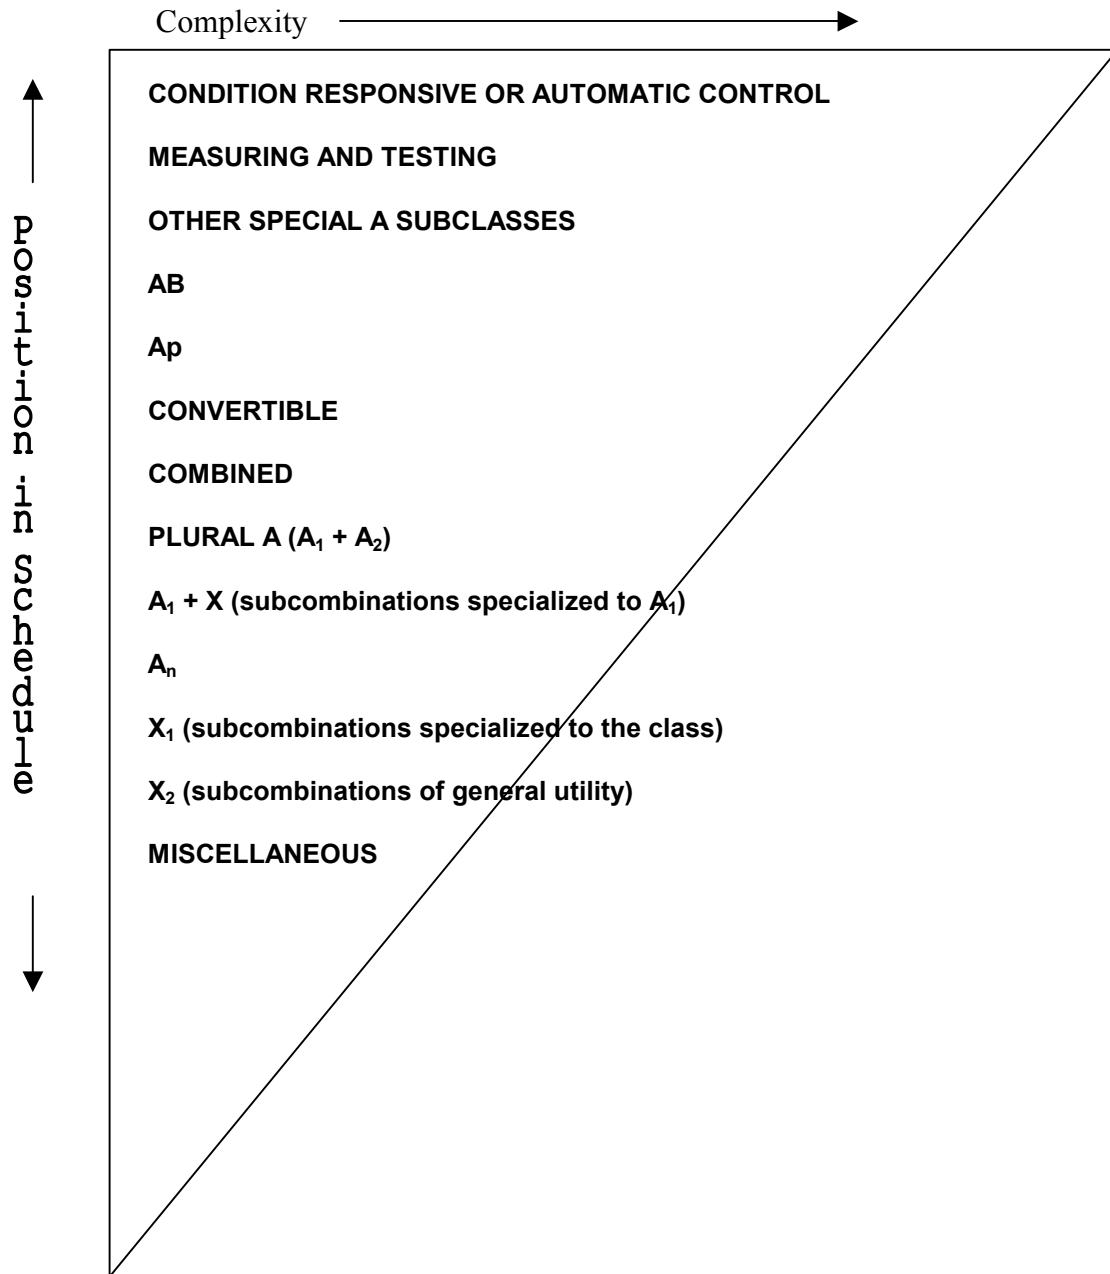 Complexity
Position in Schedule
CONDITION RESPONSIVE OR AUTOMATIC CONTROL
MEASURING AND TESTING
OTHER SPECIAL A SUBCLASSES
AB
Ap
CONVERTIBLE
COMBINED
PLURAL A (A₁ + A₂)
A₁ + X (subcombinations specialized to A₁)
Aₙ
X₁ (subcombinations specialized to the class)
X₂ (subcombinations of general utility)
MISCELLANEOUS